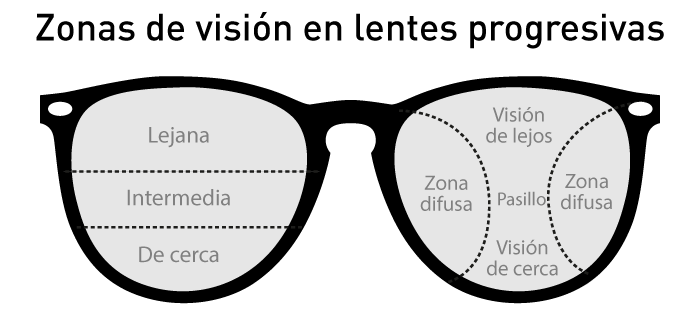 Zonas de visión en lentes progresivas
Lejana
Intermedia
De cerca
Visión
de lejos
Zona
difusa
Pasillo
Zona
difusa
Visión
de cerca